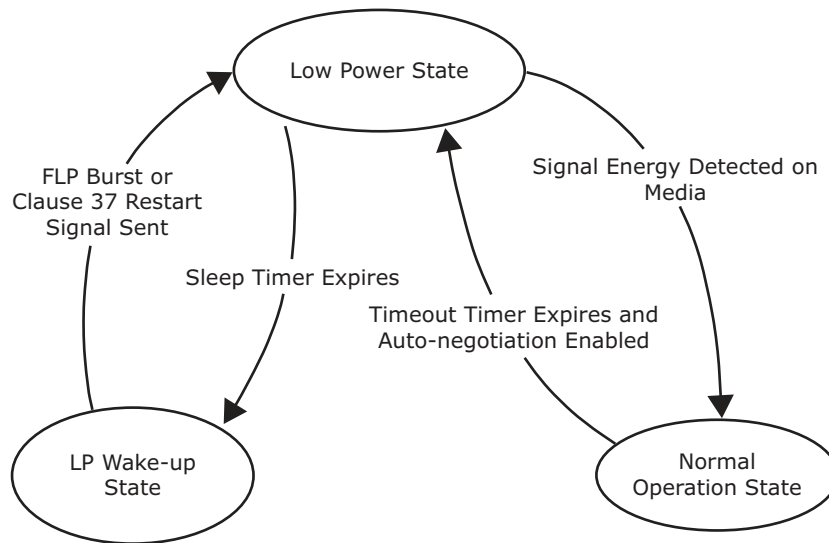 Low Power State
FLP Burst or
Clause 37 Restart
Signal Sent
Signal Energy Detected on
Media
Sleep Timer Expires
Timeout Timer Expires and
Auto-negotiation Enabled
LP Wake-up
State
Normal
Operation State